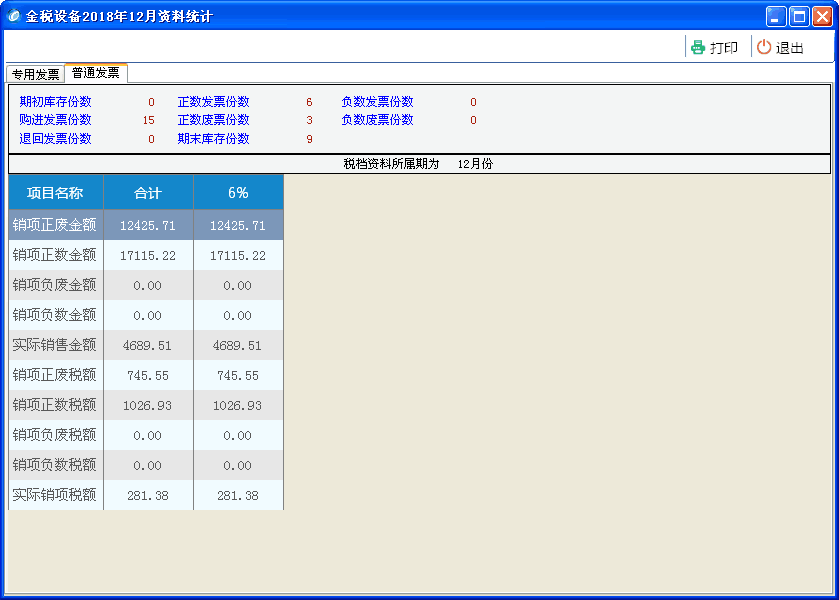 金税设备2018年12月资料统计
打印 退出
专用发票 普通发票
期初库存份数 0 正数发票份数 6 负数发票份数 0
购进发票份数 15 正数废票份数 3 负数废票份数 0
退回发票份数 0 期末库存份数 9
税档资料所属期为 12月份
项目名称 合计 6%
销项正废金额 12425.71 12425.71
销项正数金额 17115.22 17115.22
销项负废金额 0.00 0.00
销项负数金额 0.00 0.00
实际销售金额 4689.51 4689.51
销项正废税额 745.55 745.55
销项正数税额 1026.93 1026.93
销项负废税额 0.00 0.00
销项负数税额 0.00 0.00
实际销项税额 281.38 281.38